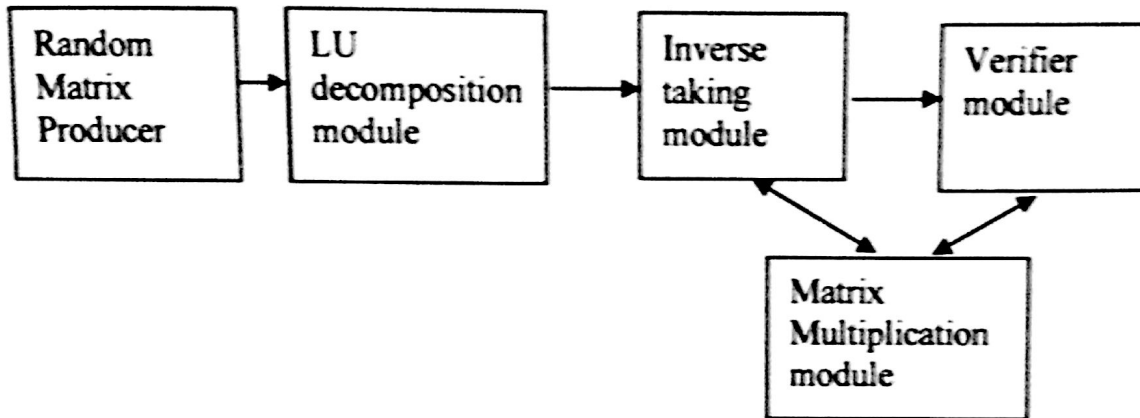 Random
Matrix
Producer
LU
decomposition
module
Inverse
taking
module
Verifier
module
Matrix
Multiplication
module